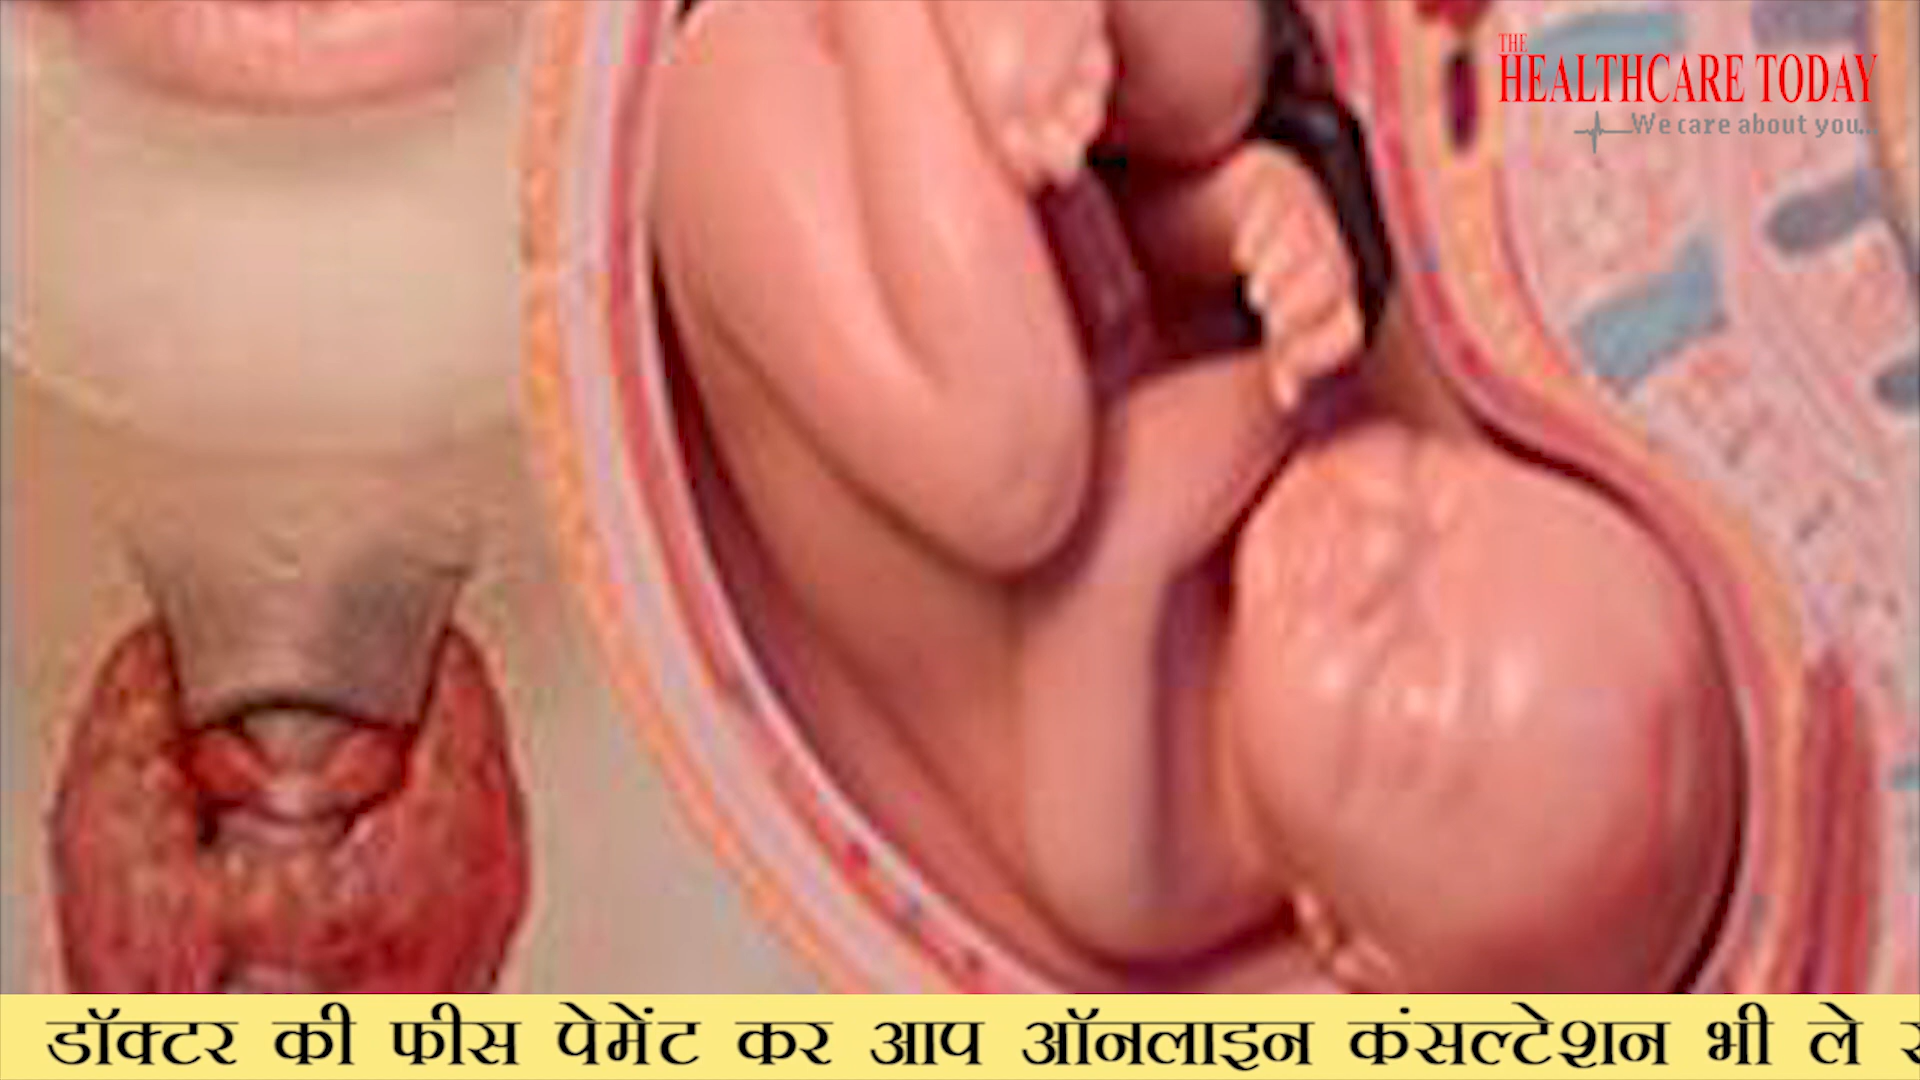 THE
HEALTHCARE TODAY
We care about you...
डॉक्टर की फीस पेमेंट कर आप ऑनलाइन कंसल्टेशन भी ले